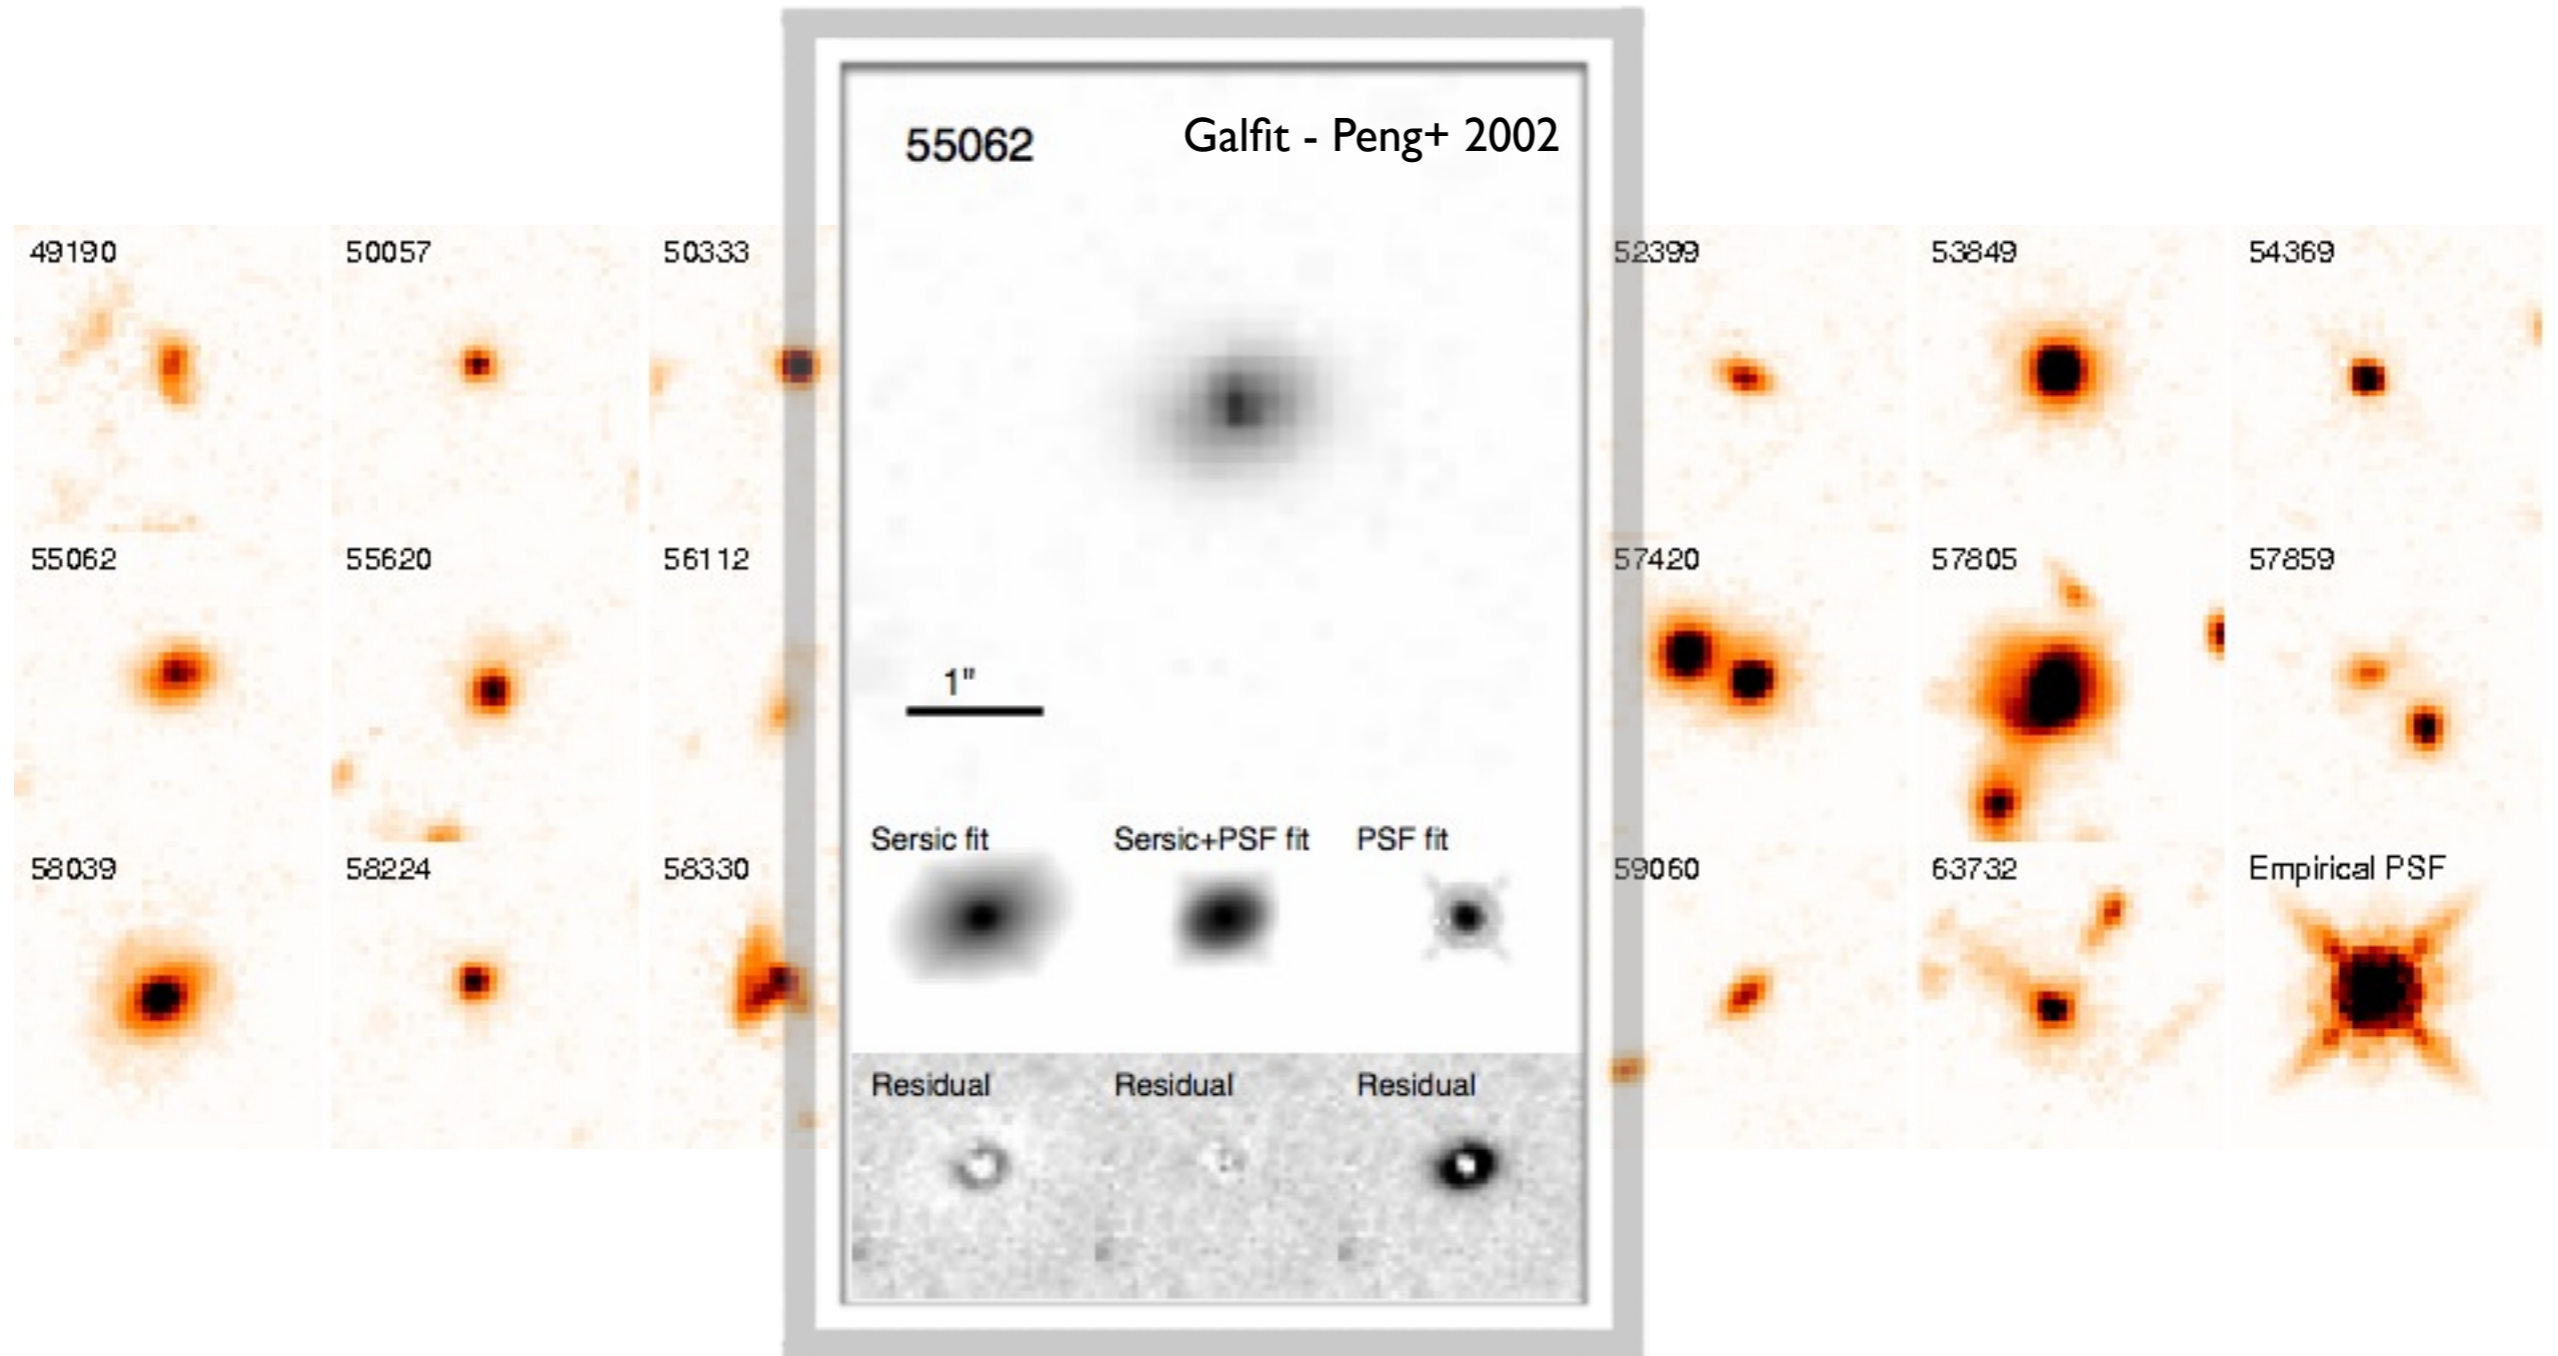 55062
Galfit - Peng+ 2002
49190
50057
50333
52399
53849
54369
55062
55620
56112
57420
57805
57859
1"
Sersic fit
Sersic+PSF fit
PSF fit
58039
58224
58330
59060
63732
Empirical PSF
Residual
Residual
Residual